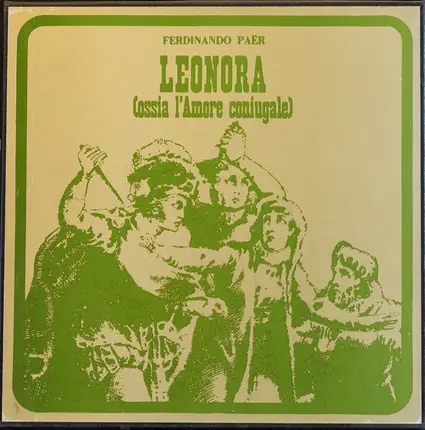 FERDINANDO PAËR
LEONORA
(ossia l'Amore coniugale)